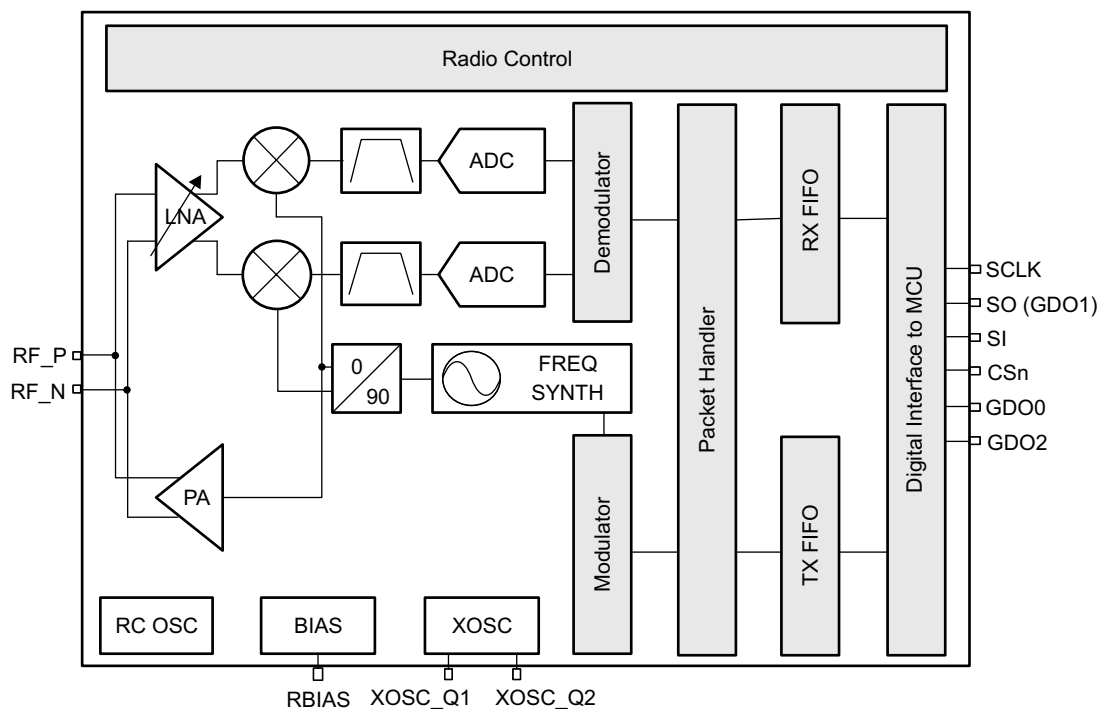 Radio Control
LNA
ADC
ADC
Demodulator
Packet Handler
RX FIFO
Digital Interface to MCU
SCLK
SO (GDO1)
SI
CSn
GDO0
GDO2
RF_P
RF_N
0
90
FREQ
SYNTH
PA
Modulator
TX FIFO
RC OSC
BIAS
XOSC
RBIAS
XOSC_Q1
XOSC_Q2